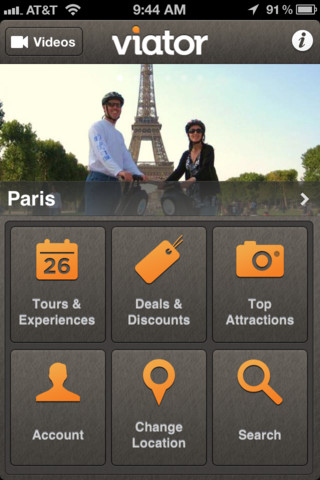 AT&T 9:44 AM 91%
Videos viator i
Paris
26
Tours &
Experiences
Deals &
Discounts
Top
Attractions
Account
Change
Location
Search